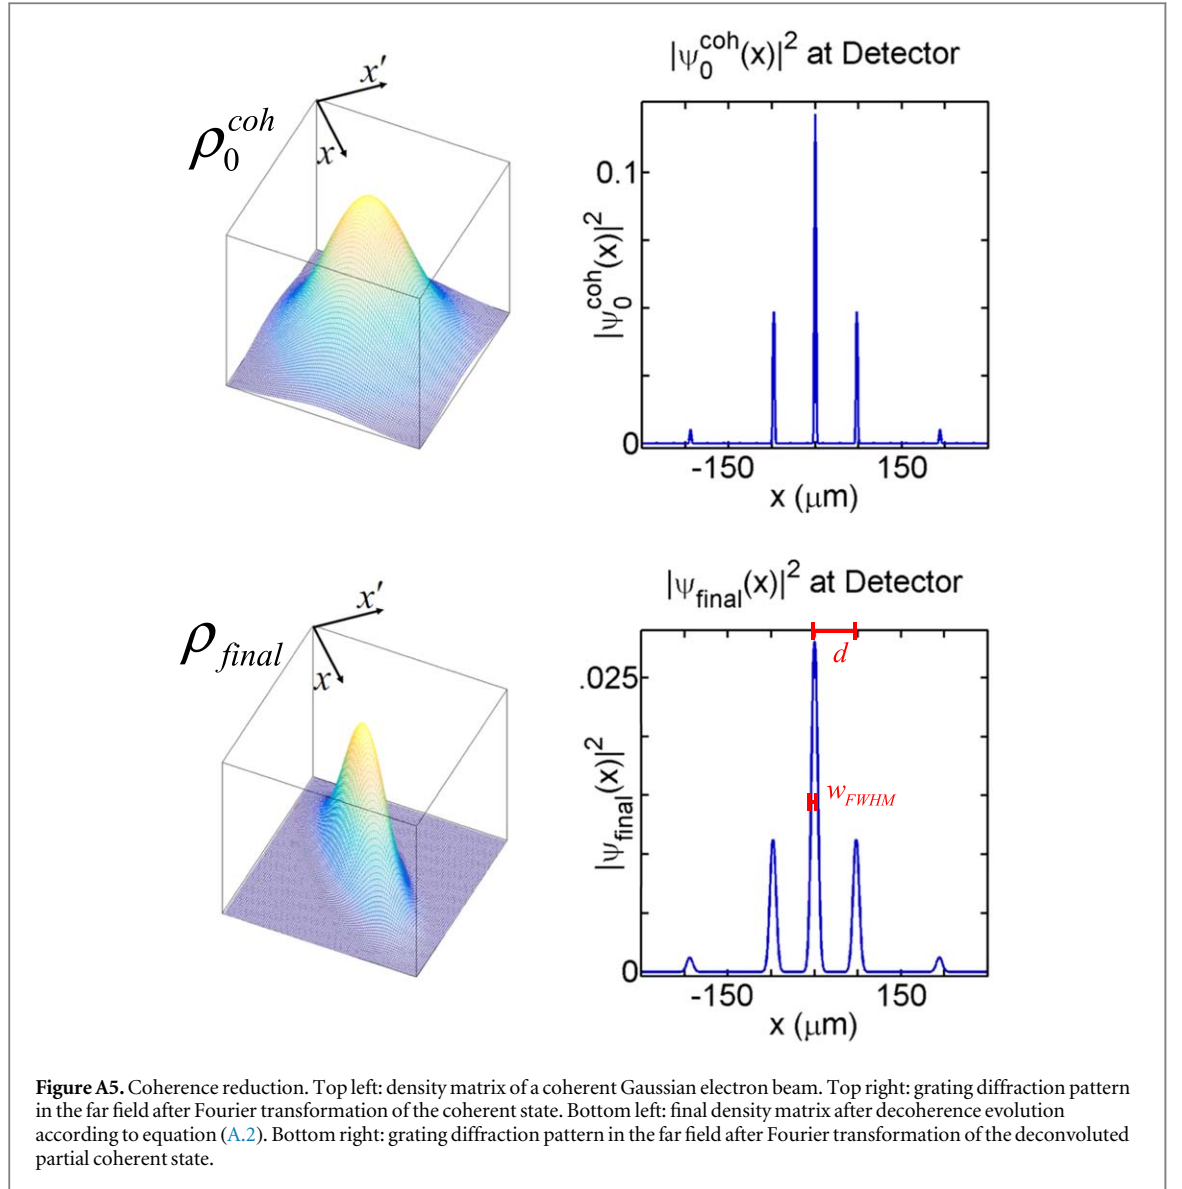 |ψ₀ᶜᵒʰ(x)|² at Detector
x′
ρ₀ᶜᵒʰ
x
0.1
|ψ₀ᶜᵒʰ(x)|²
0
-150
150
x (μm)
|ψfinal(x)|² at Detector
x′
ρfinal
x
d
.025
|ψfinal(x)|²
wFWHM
0
-150
150
x (μm)
Figure A5. Coherence reduction. Top left: density matrix of a coherent Gaussian electron beam. Top right: grating diffraction pattern
in the far field after Fourier transformation of the coherent state. Bottom left: final density matrix after decoherence evolution
according to equation (A.2). Bottom right: grating diffraction pattern in the far field after Fourier transformation of the deconvoluted
partial coherent state.